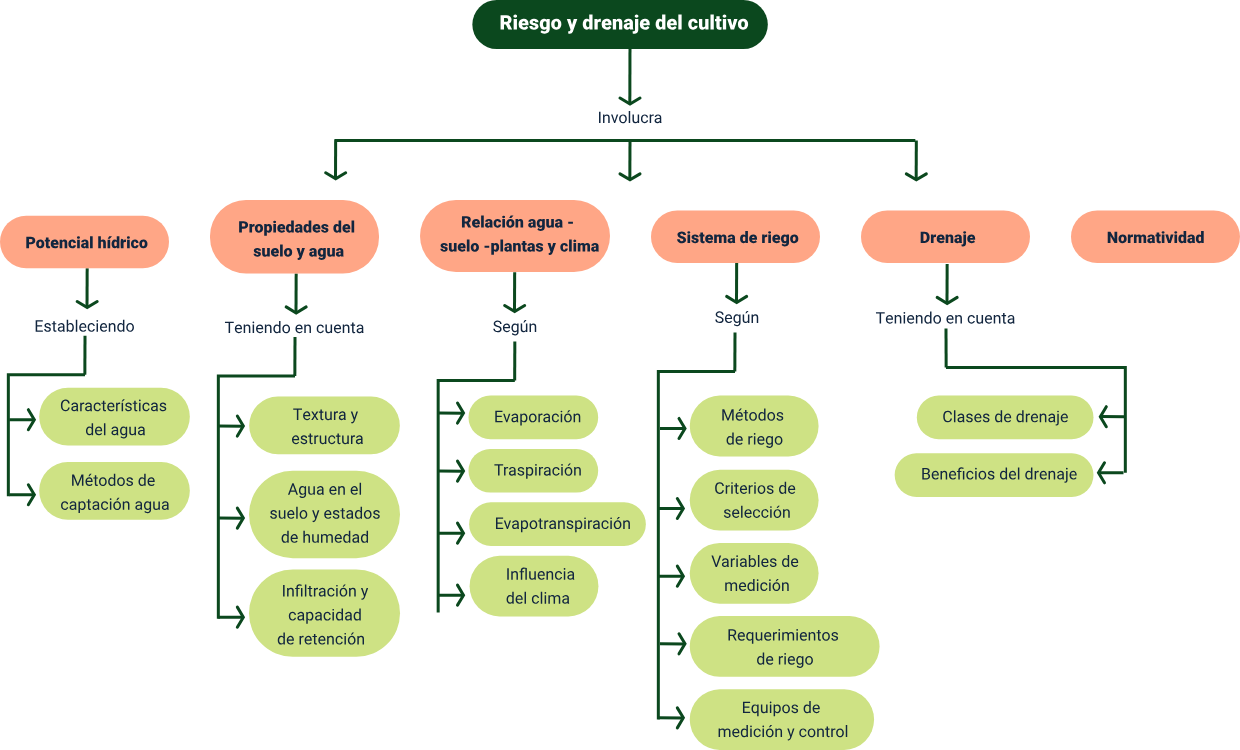 Riesgo y drenaje del cultivo
Involucra
Potencial hídrico
Estableciendo
Características
del agua
Métodos de
captación agua
Propiedades del
suelo y agua
Teniendo en cuenta
Textura y
estructura
Agua en el
suelo y estados
de humedad
Infiltración y
capacidad
de retención
Relación agua -
suelo -plantas y clima
Según
Evaporación
Traspiración
Evapotranspiración
Influencia
del clima
Sistema de riego
Según
Métodos
de riego
Criterios de
selección
Variables de
medición
Requerimientos
de riego
Equipos de
medición y control
Drenaje
Teniendo en cuenta
Clases de drenaje
Beneficios del drenaje
Normatividad